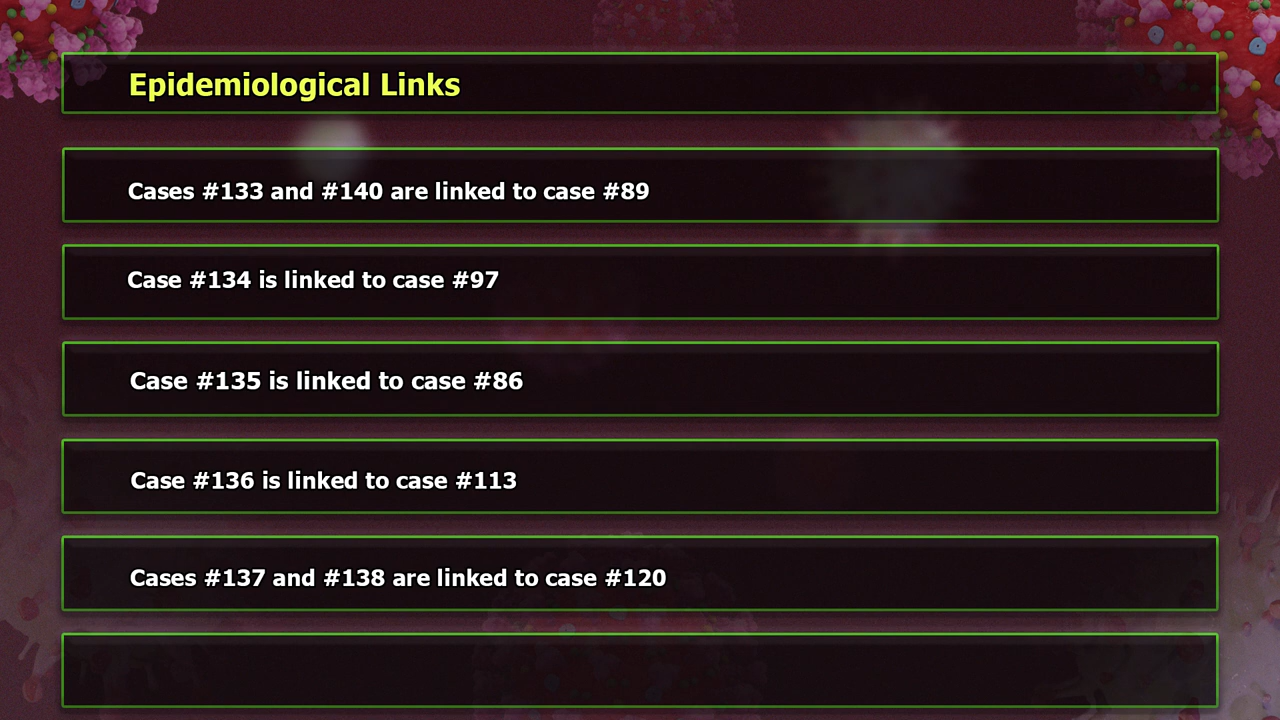 Epidemiological Links
Cases #133 and #140 are linked to case #89
Case #134 is linked to case #97
Case #135 is linked to case #86
Case #136 is linked to case #113
Cases #137 and #138 are linked to case #120